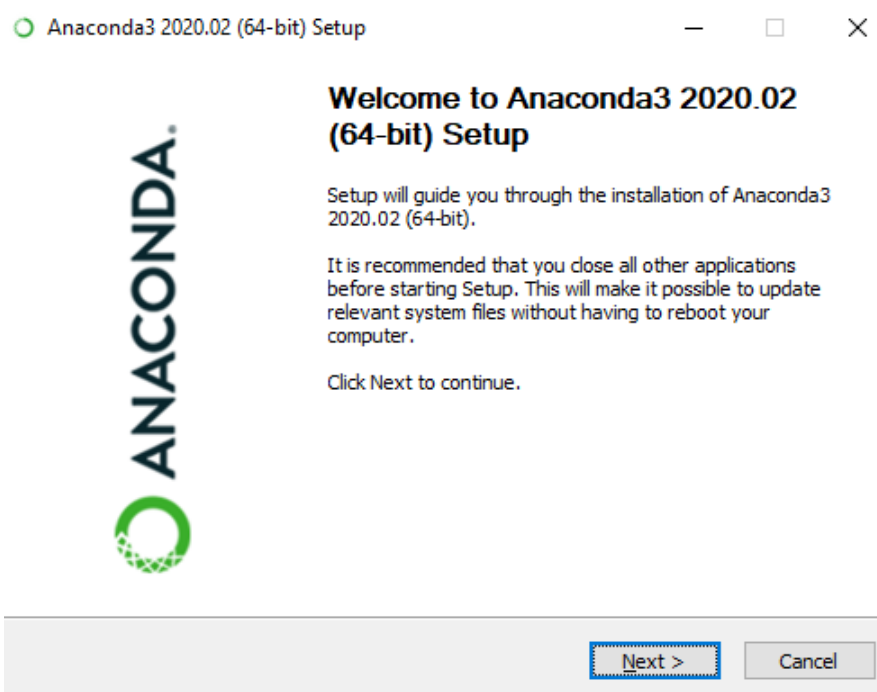 Anaconda3 2020.02 (64-bit) Setup
ANACONDA.
Welcome to Anaconda3 2020.02
(64-bit) Setup
Setup will guide you through the installation of Anaconda3
2020.02 (64-bit).
It is recommended that you close all other applications
before starting Setup. This will make it possible to update
relevant system files without having to reboot your
computer.
Click Next to continue.
Next >
Cancel